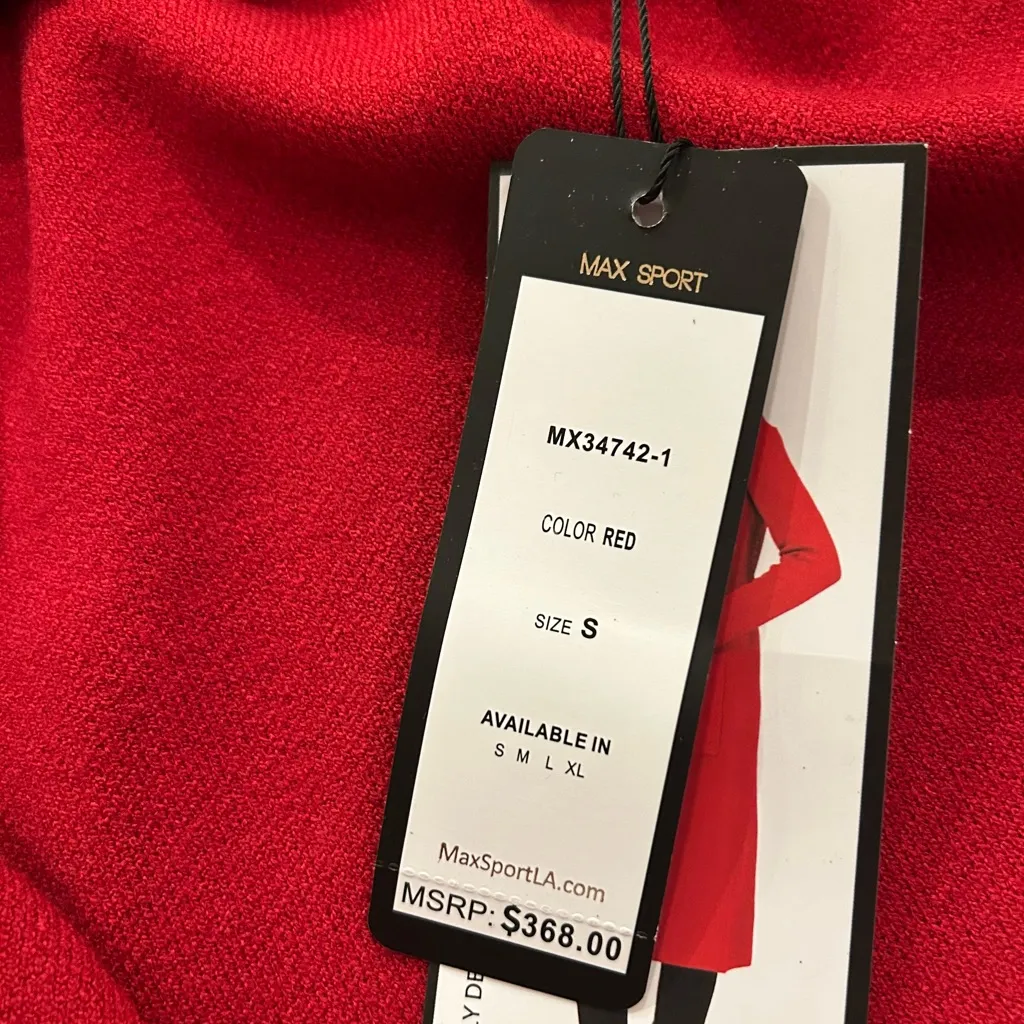 MAX SPORT
MX34742-1
COLOR RED
SIZE S
AVAILABLE IN
S M L XL
MaxSportLA.com
MSRP: $368.00